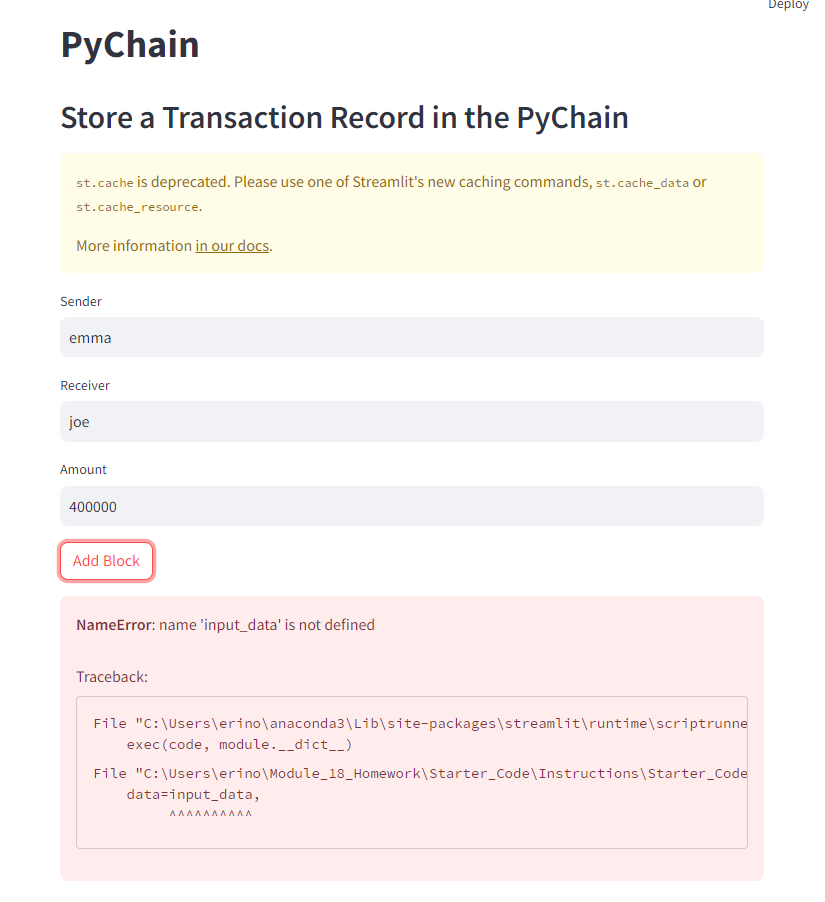 Deploy
PyChain
Store a Transaction Record in the PyChain
st.cache is deprecated. Please use one of Streamlit's new caching commands, st.cache_data or
st.cache_resource.
More information in our docs.
Sender
emma
Receiver
joe
Amount
400000
Add Block
NameError: name 'input_data' is not defined
Traceback:
File "C:\Users\erino\anaconda3\Lib\site-packages\streamlit\runtime\scriptrunne
exec(code, module.__dict__)
File "C:\Users\erino\Module_18_Homework\Starter_Code\Instructions\Starter_Code
data=input_data,
^^^^^^^^^^